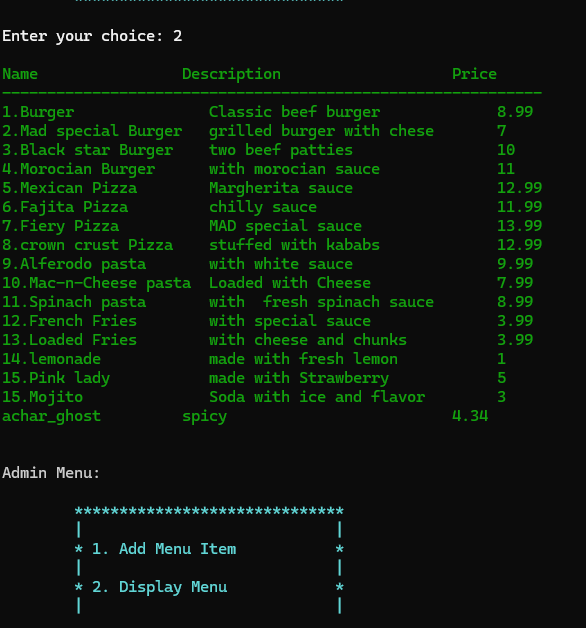 ******************************
Enter your choice: 2
Name                Description                   Price
------------------------------------------------------------
1.Burger               Classic beef burger             8.99
2.Mad special Burger   grilled burger with chese       7
3.Black star Burger    two beef patties                10
4.Morocian Burger      with morocian sauce             11
5.Mexican Pizza        Margherita sauce                12.99
6.Fajita Pizza         chilly sauce                    11.99
7.Fiery Pizza          MAD special sauce               13.99
8.crown crust Pizza    stuffed with kababs             12.99
9.Alferodo pasta       with white sauce                9.99
10.Mac-n-Cheese pasta  Loaded with Cheese              7.99
11.Spinach pasta       with  fresh spinach sauce       8.99
12.French Fries        with special sauce              3.99
13.Loaded Fries        with cheese and chunks          3.99
14.lemonade            made with fresh lemon           1
15.Pink lady           made with Strawberry            5
15.Mojito              Soda with ice and flavor        3
achar_ghost         spicy                         4.34
Admin Menu:
******************************
|                            |
* 1. Add Menu Item           *
|                            |
* 2. Display Menu            *
|                            |